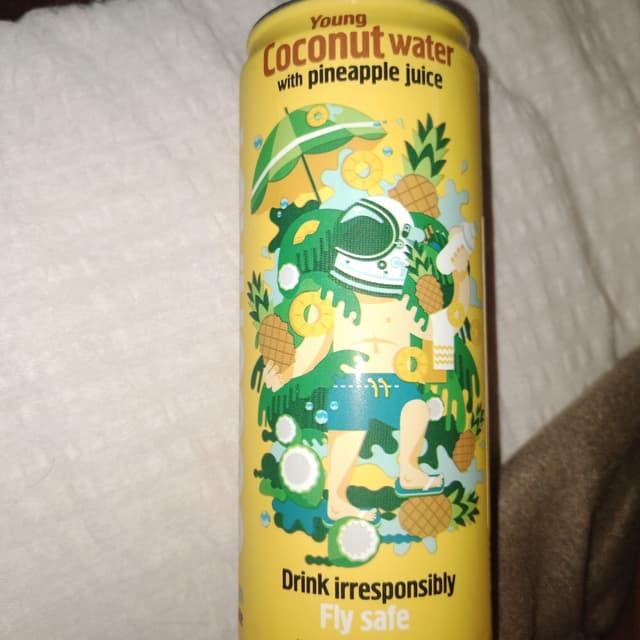 Young
Coconut water
with pineapple juice
Drink irresponsibly
Fly safe